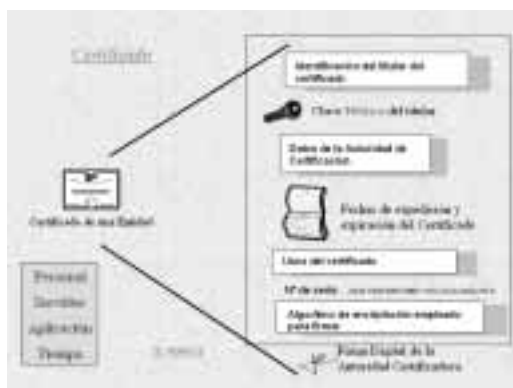 Certificado
Identificación del titular del
certificado
Clave Pública del titular
Datos de la Autoridad de
Certificación
Certificado de una Entidad
Fechas de expedición y
expiración del Certificado
Usos del certificado
Personal
Servidor
Aplicación
Tiempo
Nº de serie
Algoritmo de encriptación empleado
para firmar
Firma Digital de la
Autoridad Certificadora